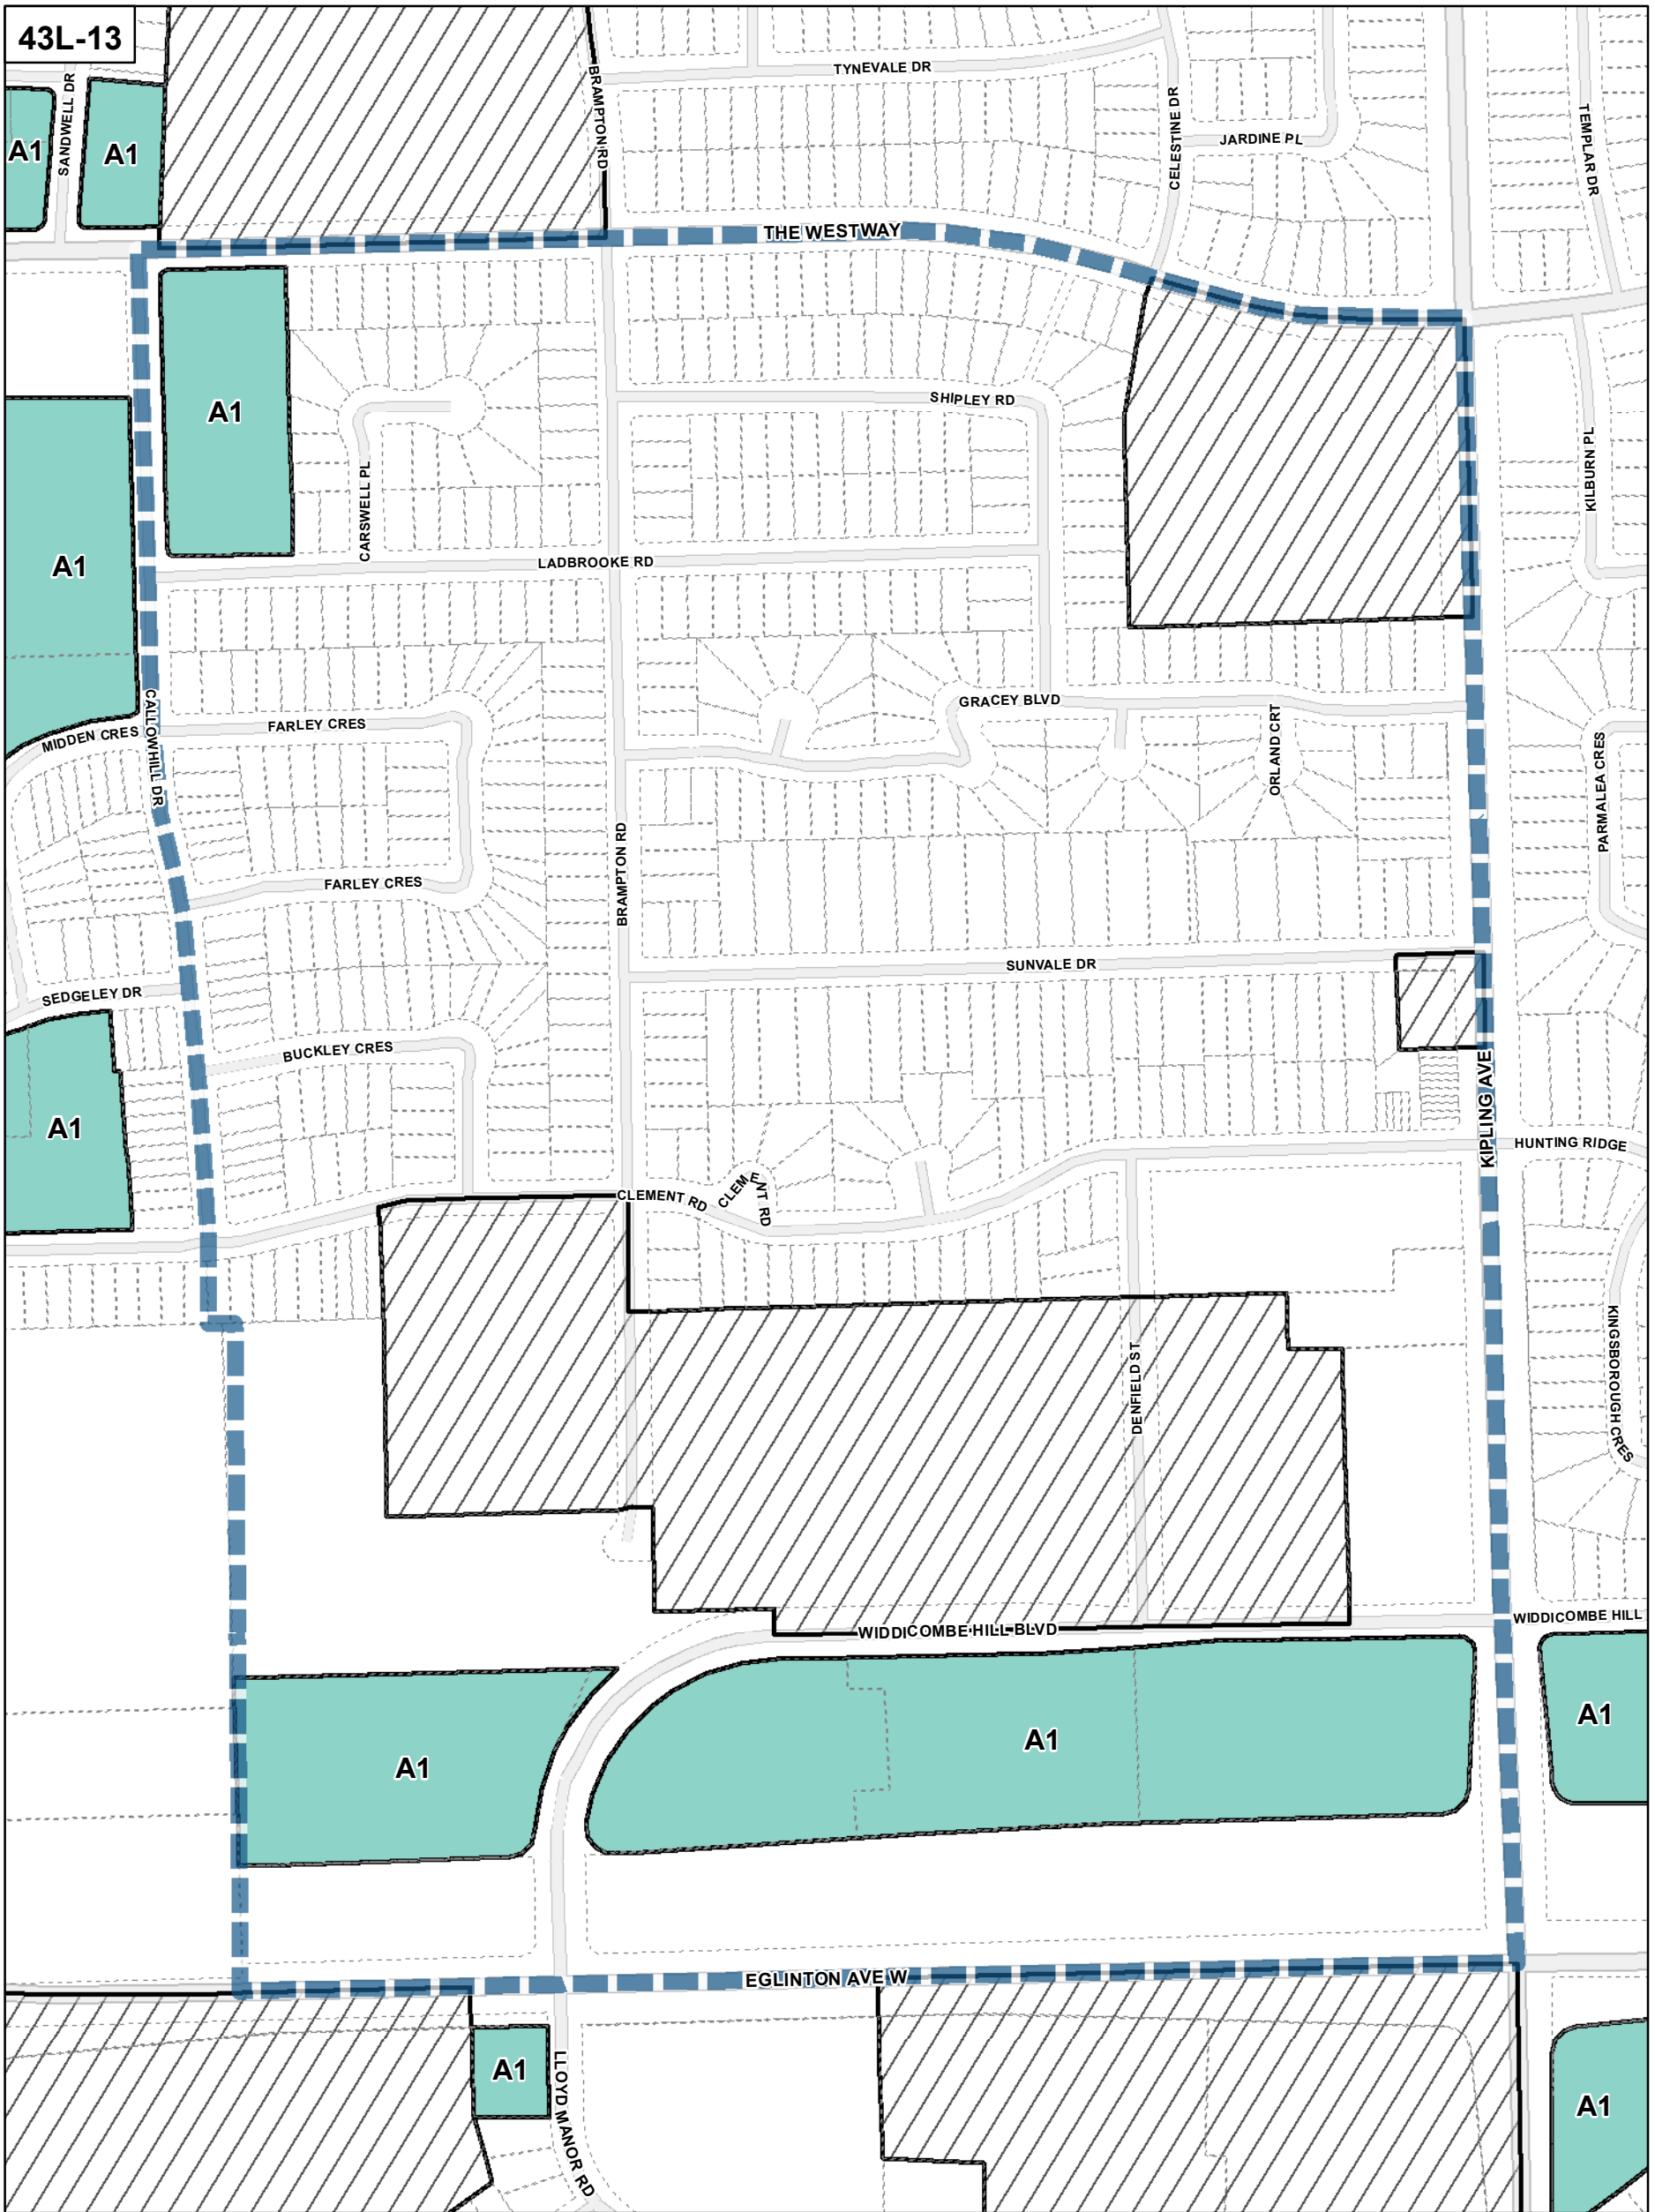 43L-13
TYNEVALE DR
BRAMPTON RD
SANDWELL DR
CELESTINE DR
JARDINE PL
TEMPLAR DR
A1
A1
THE WESTWAY
A1
SHIPLEY RD
CARSWELL PL
KILBURN PL
A1
LADBROOKE RD
GRACEY BLVD
FARLEY CRES
MIDDEN CRES
CALLOWHILL DR
ORLAND CRT
PARMALEA CRES
BRAMPTON RD
FARLEY CRES
SUNVALE DR
SEDGELEY DR
BUCKLEY CRES
A1
KIPLING AVE
HUNTING RIDGE
CLEMENT RD
CLEMENT RD
DENFIELD ST
KINGSBOROUGH CRES
WIDDICOMBE HILL BLVD
WIDDICOMBE HILL
A1
A1
A1
EGLINTON AVE W
A1
LLOYD MANOR RD
A1